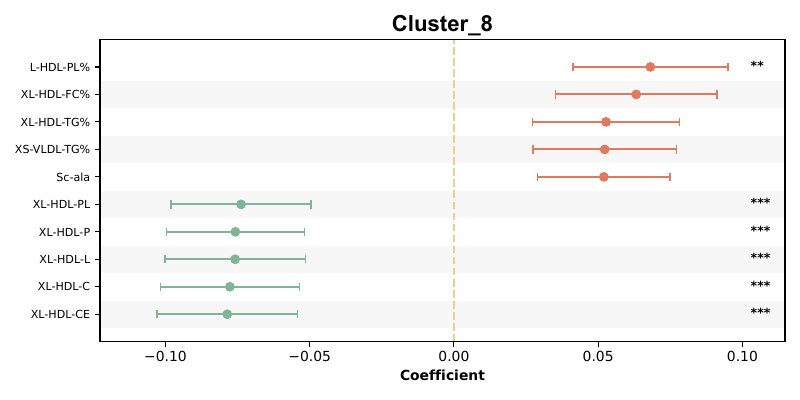 Cluster_8
L-HDL-PL% **
XL-HDL-FC%
XL-HDL-TG%
XS-VLDL-TG%
Sc-ala
XL-HDL-PL ***
XL-HDL-P ***
XL-HDL-L ***
XL-HDL-C ***
XL-HDL-CE ***
−0.10 −0.05 0.00 0.05 0.10
Coefficient